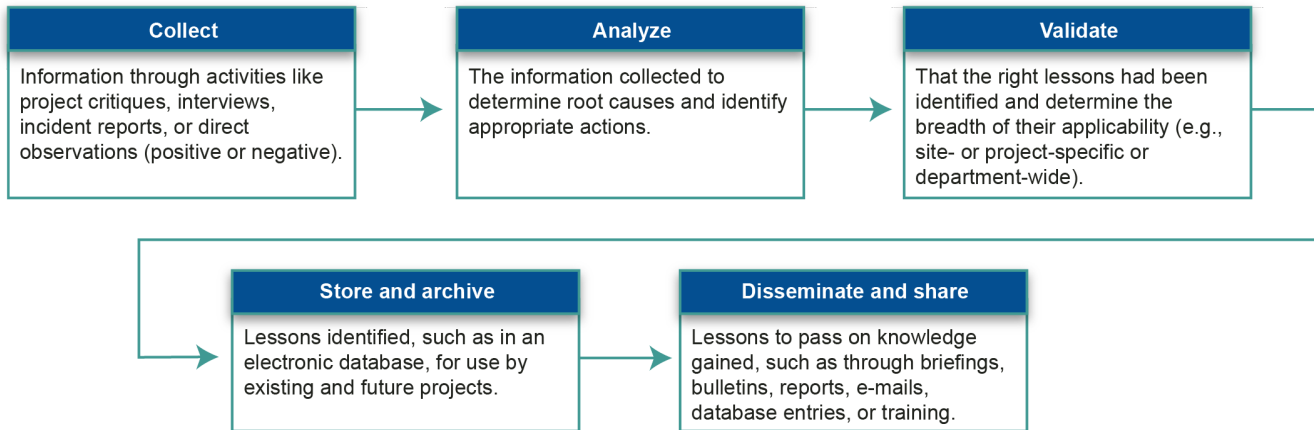 Collect
Information through activities like
project critiques, interviews,
incident reports, or direct
observations (positive or negative).
Analyze
The information collected to
determine root causes and identify
appropriate actions.
Validate
That the right lessons had been
identified and determine the
breadth of their applicability (e.g.,
site- or project-specific or
department-wide).
Store and archive
Lessons identified, such as in an
electronic database, for use by
existing and future projects.
Disseminate and share
Lessons to pass on knowledge
gained, such as through briefings,
bulletins, reports, e-mails,
database entries, or training.